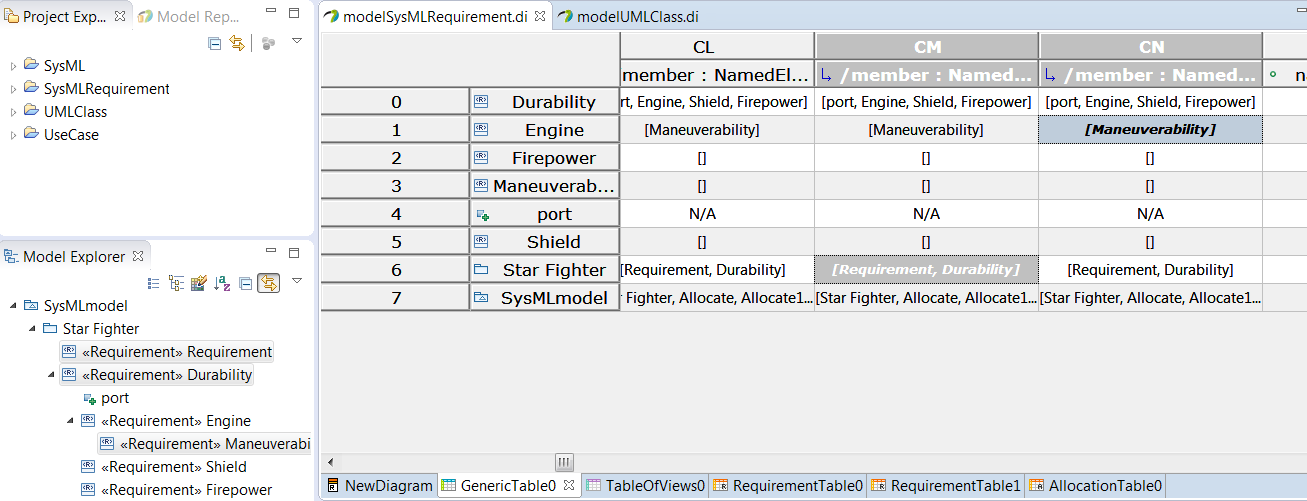 Project Exp...
Model Rep...
SysML
SysMLRequirement
UMLClass
UseCase
Model Explorer
SysMLmodel
Star Fighter
«Requirement» Requirement
«Requirement» Durability
port
«Requirement» Engine
«Requirement» Maneuverabi
«Requirement» Shield
«Requirement» Firepower
modelSysMLRequirement.di
modelUMLClass.di
CL CM CN
member : NamedEl... /member : Named... /member : Named... na
0 Durability rt, Engine, Shield, Firepower] [port, Engine, Shield, Firepower] [port, Engine, Shield, Firepower]
1 Engine [Maneuverability] [Maneuverability] [Maneuverability]
2 Firepower [] [] []
3 Maneuverab... [] [] []
4 port N/A N/A N/A
5 Shield [] [] []
6 Star Fighter [Requirement, Durability] [Requirement, Durability] [Requirement, Durability]
7 SysMLmodel Fighter, Allocate, Allocate1... [Star Fighter, Allocate, Allocate1... [Star Fighter, Allocate, Allocate1...
NewDiagram GenericTable0 TableOfViews0 RequirementTable0 RequirementTable1 AllocationTable0